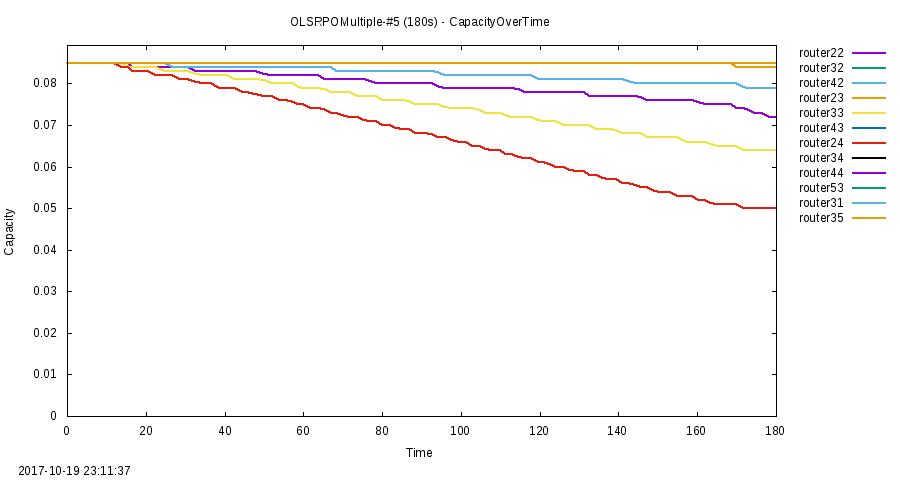 OLSRPOMultiple-#5 (180s) - CapacityOverTime
router22
router32
router42
router23
router33
router43
router24
router34
router44
router53
router31
router35
Capacity
0.08
0.07
0.06
0.05
0.04
0.03
0.02
0.01
0
0 20 40 60 80 100 120 140 160 180
Time
2017-10-19 23:11:37